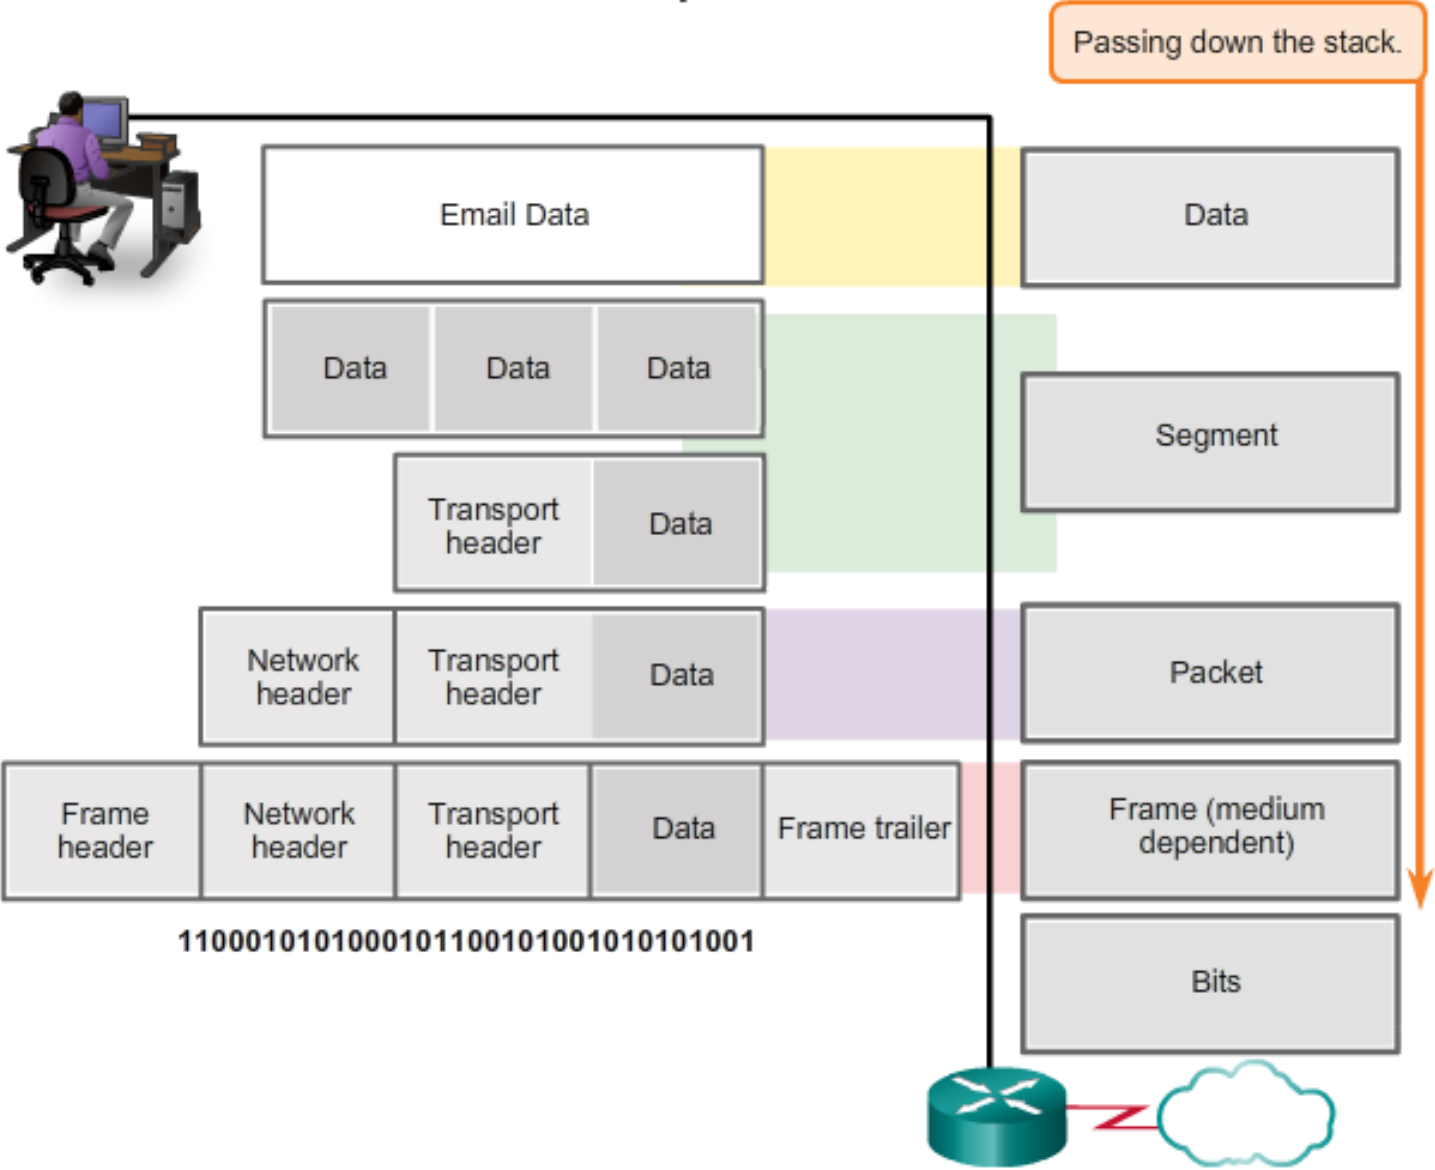 Passing down the stack.
Email Data
Data
Data
Data
Data
Segment
Transport
header
Data
Network
header
Transport
header
Data
Packet
Frame
header
Network
header
Transport
header
Data
Frame trailer
Frame (medium
dependent)
1100010101000101100101001010101001
Bits